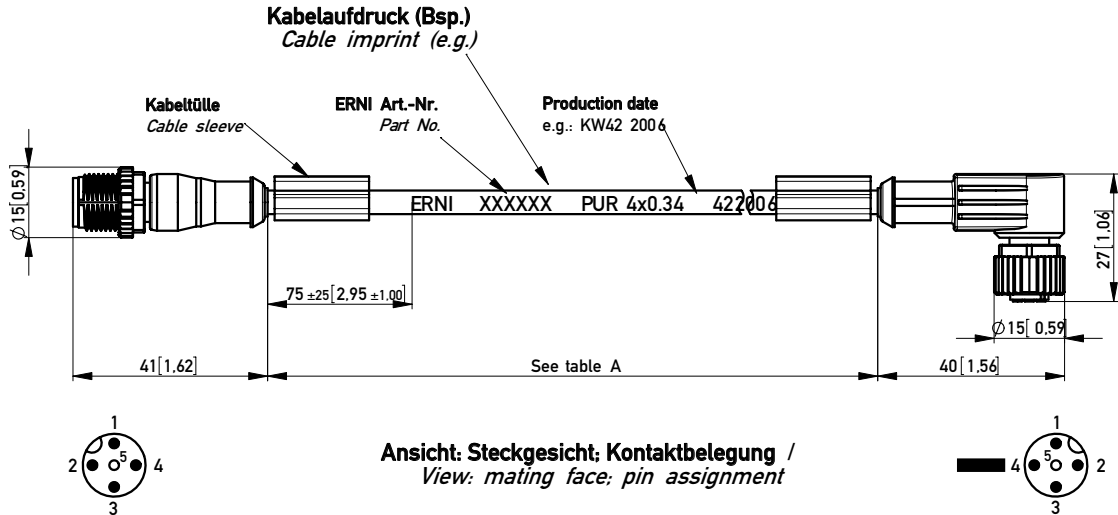 Kabelaufdruck (Bsp.)
Cable imprint (e.g.)
Kabeltülle
Cable sleeve
ERNI Art.-Nr.
Part No.
Production date
e.g.: KW42 2006
⌀15[0,59]
ERNI XXXXXX PUR 4x0.34 422006
27[1,06]
75 ±25[2,95 ±1,00]
⌀15[0,59]
41[1,62]
See table A
40[1,56]
1
2
5
4
3
Ansicht: Steckgesicht; Kontaktbelegung /
View: mating face; pin assignment
1
4
5
2
3